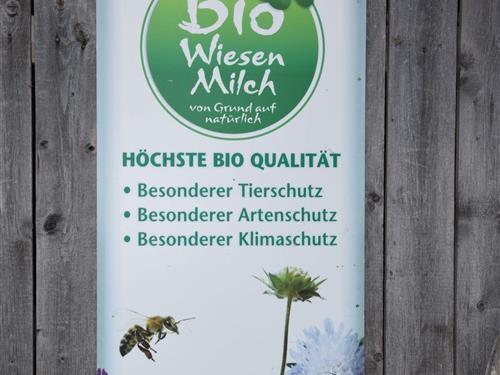 Bio
Wiesen
Milch
von Grund auf
natürlich
HÖCHSTE BIO QUALITÄT
• Besonderer Tierschutz
• Besonderer Artenschutz
• Besonderer Klimaschutz